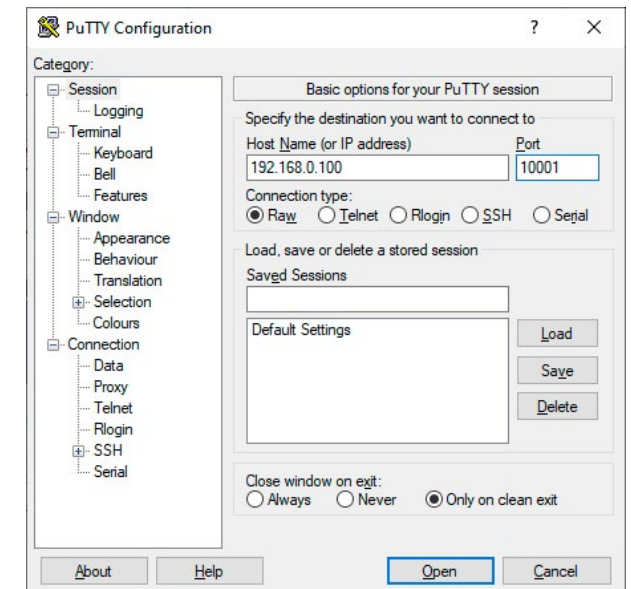 PuTTY Configuration ? ×
Category:
Session
Logging
Terminal
Keyboard
Bell
Features
Window
Appearance
Behaviour
Translation
Selection
Colours
Connection
Data
Proxy
Telnet
Rlogin
SSH
Serial
Basic options for your PuTTY session
Specify the destination you want to connect to
Host Name (or IP address) Port
192.168.0.100 10001
Connection type:
Raw Telnet Rlogin SSH Serial
Load, save or delete a stored session
Saved Sessions
Default Settings
Load
Save
Delete
Close window on exit:
Always Never Only on clean exit
About Help Open Cancel